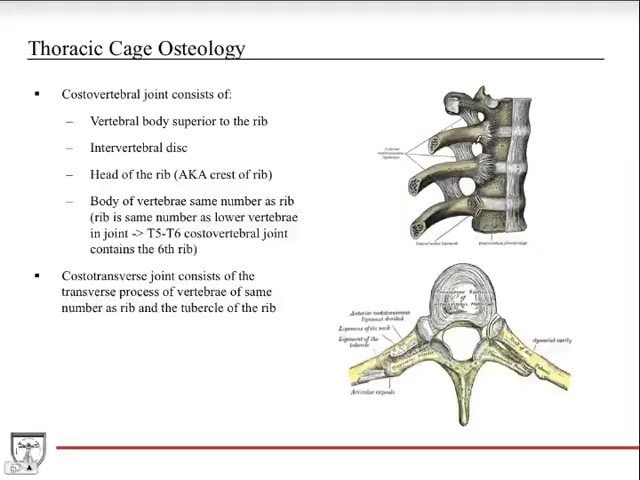 Thoracic Cage Osteology
▪ Costovertebral joint consists of:
– Vertebral body superior to the rib
– Intervertebral disc
– Head of the rib (AKA crest of rib)
– Body of vertebrae same number as rib
(rib is same number as lower vertebrae
in joint -> T5-T6 costovertebral joint
contains the 6th rib)
▪ Costotransverse joint consists of the
transverse process of vertebrae of same
number as rib and the tubercle of the rib
Anterior costotransverse
ligament divided
Ligament of the neck
Ligament of the
tubercle
Articular capsule
Synovial cavity